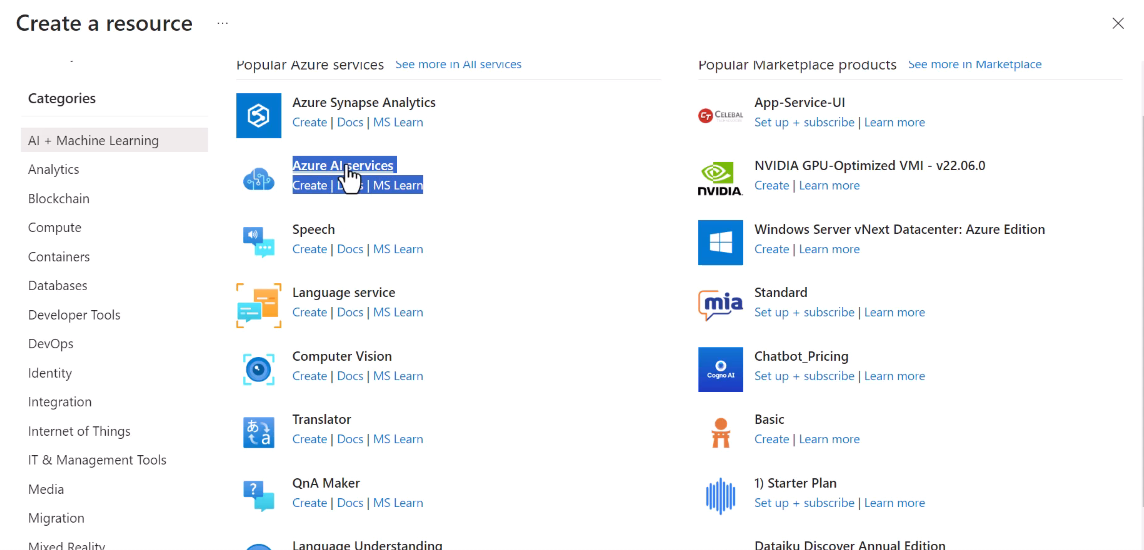 Create a resource ...
Categories
AI + Machine Learning
Analytics
Blockchain
Compute
Containers
Databases
Developer Tools
DevOps
Identity
Integration
Internet of Things
IT & Management Tools
Media
Migration
Mixed Reality
Popular Azure services See more in All services
Azure Synapse Analytics
Create | Docs | MS Learn
Azure AI services
Create | Docs | MS Learn
Speech
Create | Docs | MS Learn
Language service
Create | Docs | MS Learn
Computer Vision
Create | Docs | MS Learn
あ a
Translator
Create | Docs | MS Learn
?
QnA Maker
Create | Docs | MS Learn
Language Understanding
Popular Marketplace products See more in Marketplace
CT CELEBAL
App-Service-UI
Set up + subscribe | Learn more
NVIDIA.
NVIDIA GPU-Optimized VMI - v22.06.0
Create | Learn more
Windows Server vNext Datacenter: Azure Edition
Create | Learn more
mia
Standard
Set up + subscribe | Learn more
Cogno AI
Chatbot_Pricing
Set up + subscribe | Learn more
Basic
Create | Learn more
1) Starter Plan
Set up + subscribe | Learn more
Dataiku Discover Annual Edition